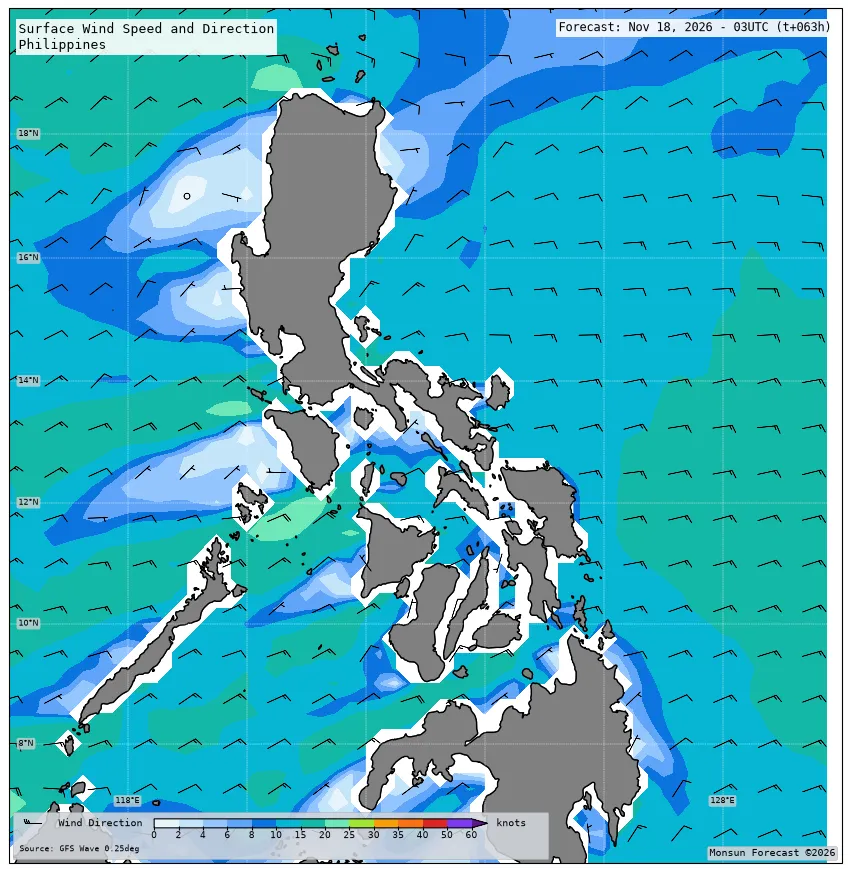 Surface Wind Speed and Direction
Philippines
Forecast: Nov 18, 2026 - 03UTC (t+063h)
18°N
16°N
14°N
12°N
10°N
8°N
118°E
128°E
Wind Direction
knots
0 2 4 6 8 10 15 20 25 30 35 40 50 60
Source: GFS Wave 0.25deg
Monsun Forecast ©2026